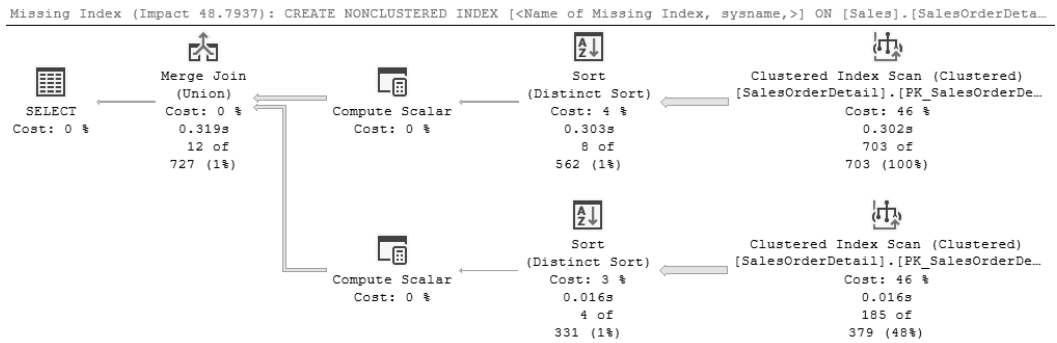 Missing Index (Impact 48.7937): CREATE NONCLUSTERED INDEX [<Name of Missing Index, sysname,>] ON [Sales].[SalesOrderDeta…
SELECT
Cost: 0 %
Merge Join
(Union)
Cost: 0 %
0.319s
12 of
727 (1%)
Compute Scalar
Cost: 0 %
Sort
(Distinct Sort)
Cost: 4 %
0.303s
8 of
562 (1%)
Clustered Index Scan (Clustered)
[SalesOrderDetail].[PK_SalesOrderDe…
Cost: 46 %
0.302s
703 of
703 (100%)
Compute Scalar
Cost: 0 %
Sort
(Distinct Sort)
Cost: 3 %
0.016s
4 of
331 (1%)
Clustered Index Scan (Clustered)
[SalesOrderDetail].[PK_SalesOrderDe…
Cost: 46 %
0.016s
185 of
379 (48%)